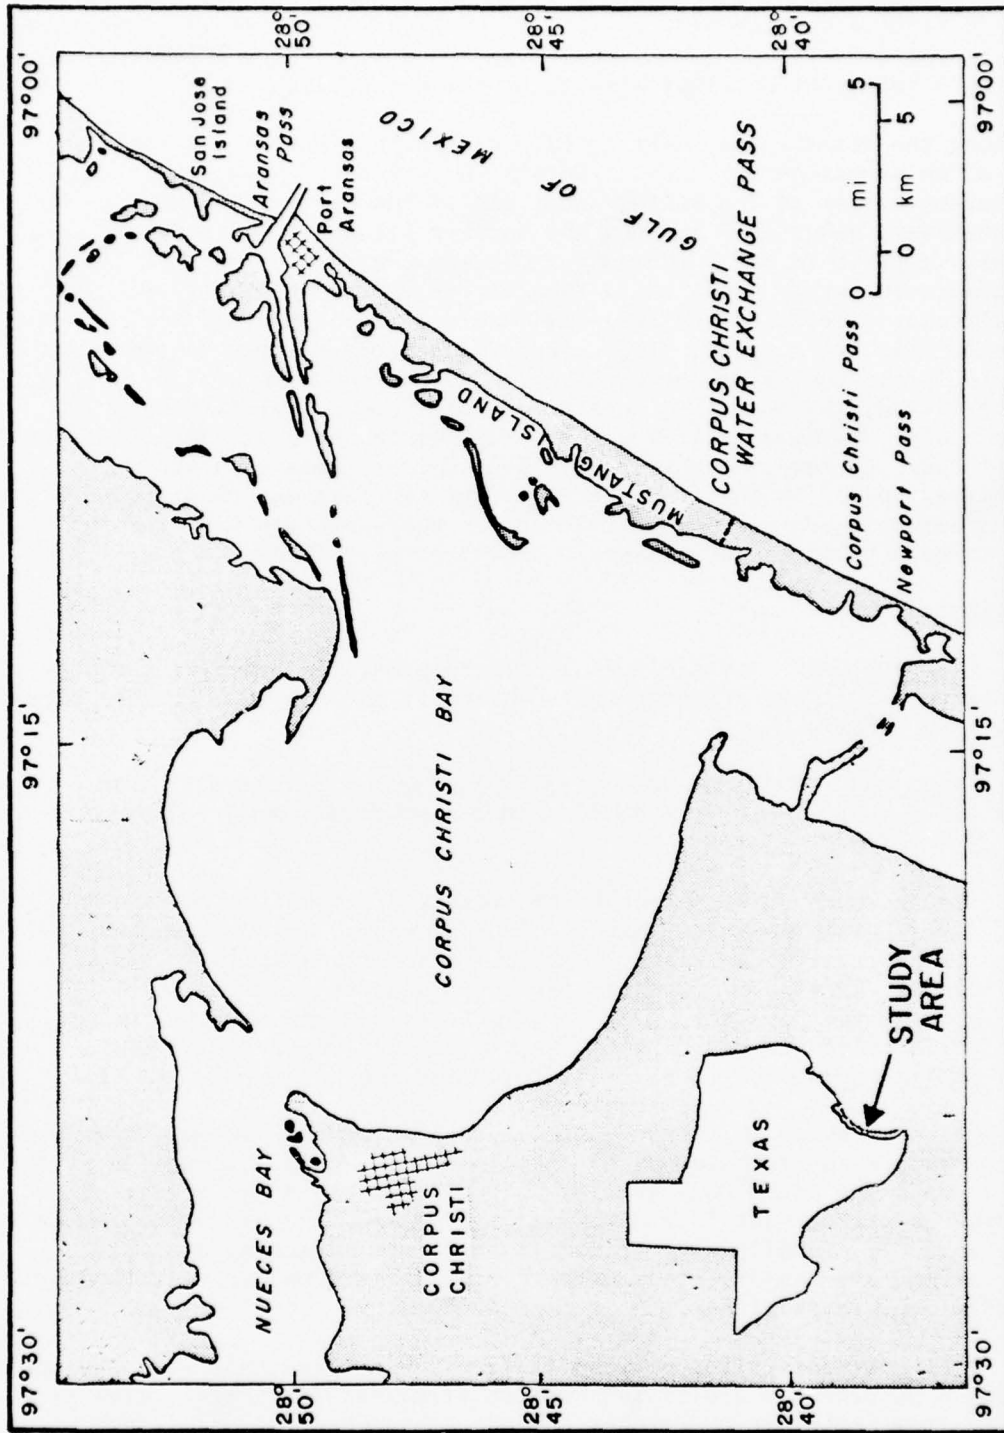 97°30'
97°15'
97°00'
28°
50'
28°
50'
San Jose
Island
Aransas
Pass
Port
Aransas
NUECES BAY
CORPUS
CHRISTI
CORPUS CHRISTI BAY
GULF OF MEXICO
MUSTANG ISLAND
28°
45'
28°
45'
CORPUS CHRISTI
WATER EXCHANGE PASS
TEXAS
STUDY
AREA
Corpus Christi Pass
Newport Pass
28°
40'
28°
40'
0 mi 5
0 km 5
97°30'
97°15'
97°00'